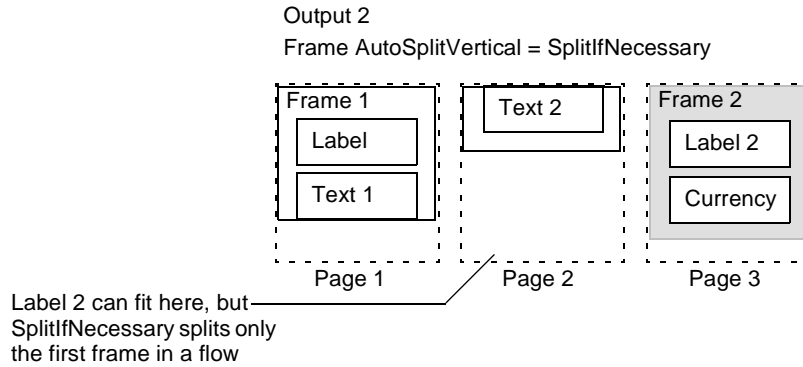 Output 2
Frame AutoSplitVertical = SplitIfNecessary
Frame 1
Label
Text 1
Text 2
Frame 2
Label 2
Currency
Page 1
Page 2
Page 3
Label 2 can fit here, but
SplitIfNecessary splits only
the first frame in a flow